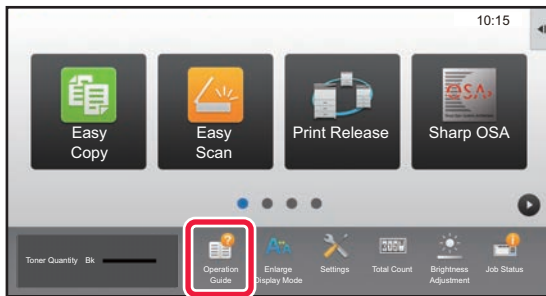 10:15
Easy
Copy
Easy
Scan
Print Release
Sharp OSA
Toner Quantity Bk
Operation
Guide
Enlarge
Display Mode
Settings
Total Count
Brightness
Adjustment
Job Status